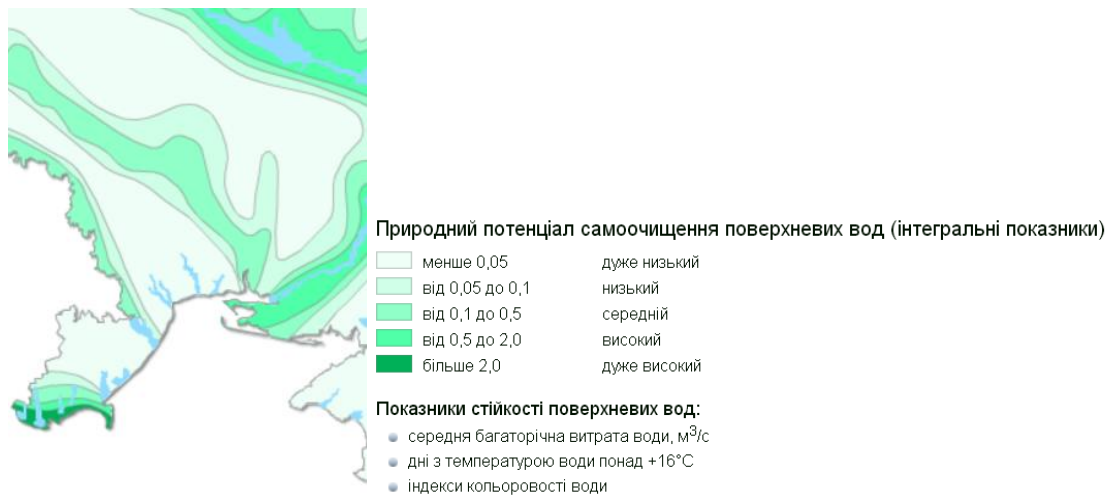 Природний потенціал самоочищення поверхневих вод (інтегральні показники)
менше 0,05 дуже низький
від 0,05 до 0,1 низький
від 0,1 до 0,5 середній
від 0,5 до 2,0 високий
більше 2,0 дуже високий
Показники стійкості поверхневих вод:
середня багаторічна витрата води, м³/с
дні з температурою води понад +16°C
індекси кольоровості води